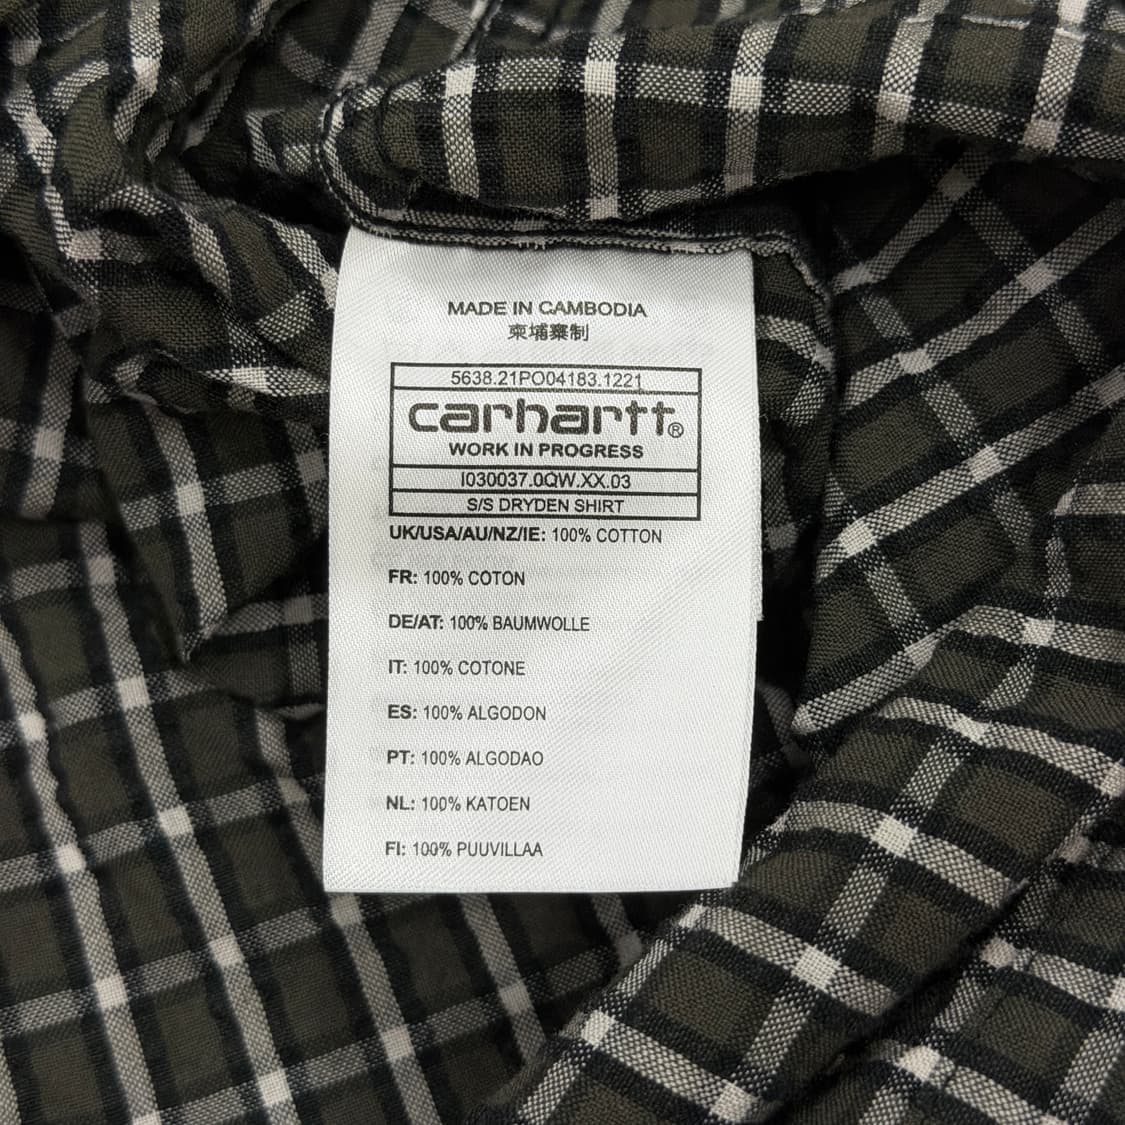 MADE IN CAMBODIA
柬埔寨制
5638.21PO04183.1221
carhartt®
WORK IN PROGRESS
I030037.0QW.XX.03
S/S DRYDEN SHIRT
UK/USA/AU/NZ/IE: 100% COTTON
FR: 100% COTON
DE/AT: 100% BAUMWOLLE
IT: 100% COTONE
ES: 100% ALGODON
PT: 100% ALGODAO
NL: 100% KATOEN
FI: 100% PUUVILLAA